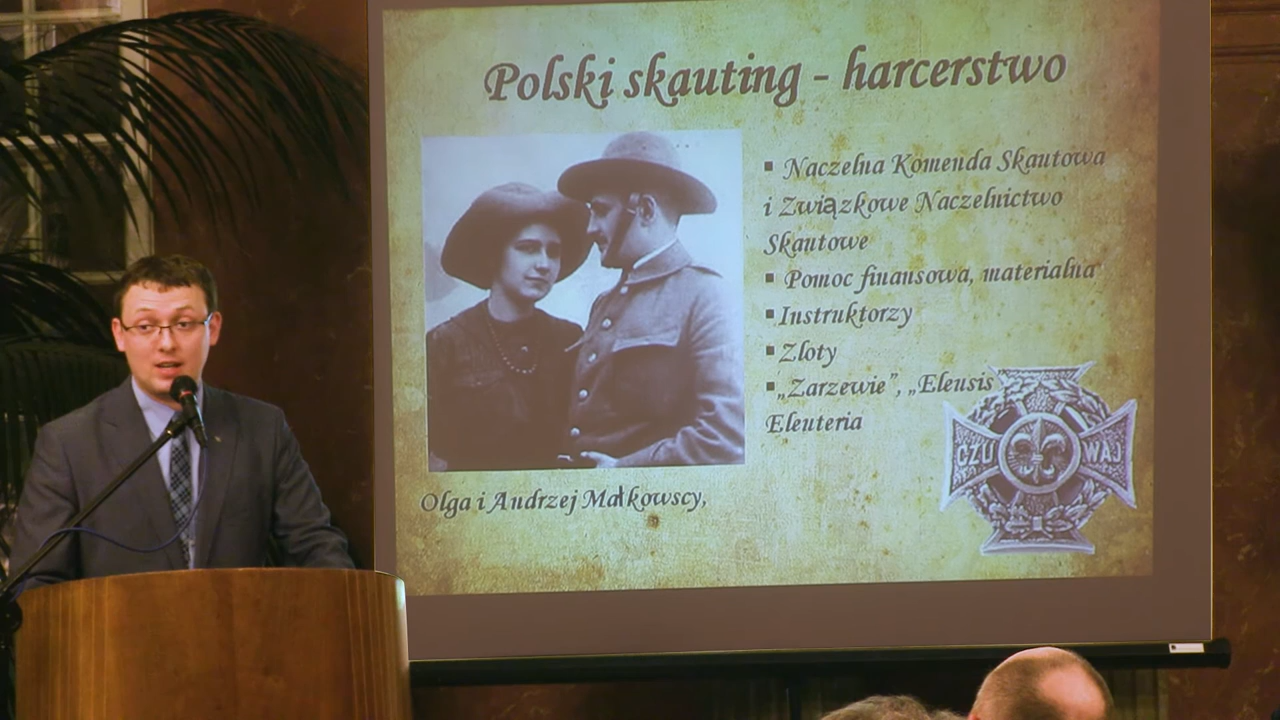 Polski skauting - harcerstwo
▪ Naczelna Komenda Skautowa
i Związkowe Naczelnictwo
Skautowe
▪ Pomoc finansowa, materialna
▪ Instruktorzy
▪ Zloty
▪ „Zarzewie”, „Eleusis
Eleuteria
CZU WAJ
Olga i Andrzej Małkowscy,